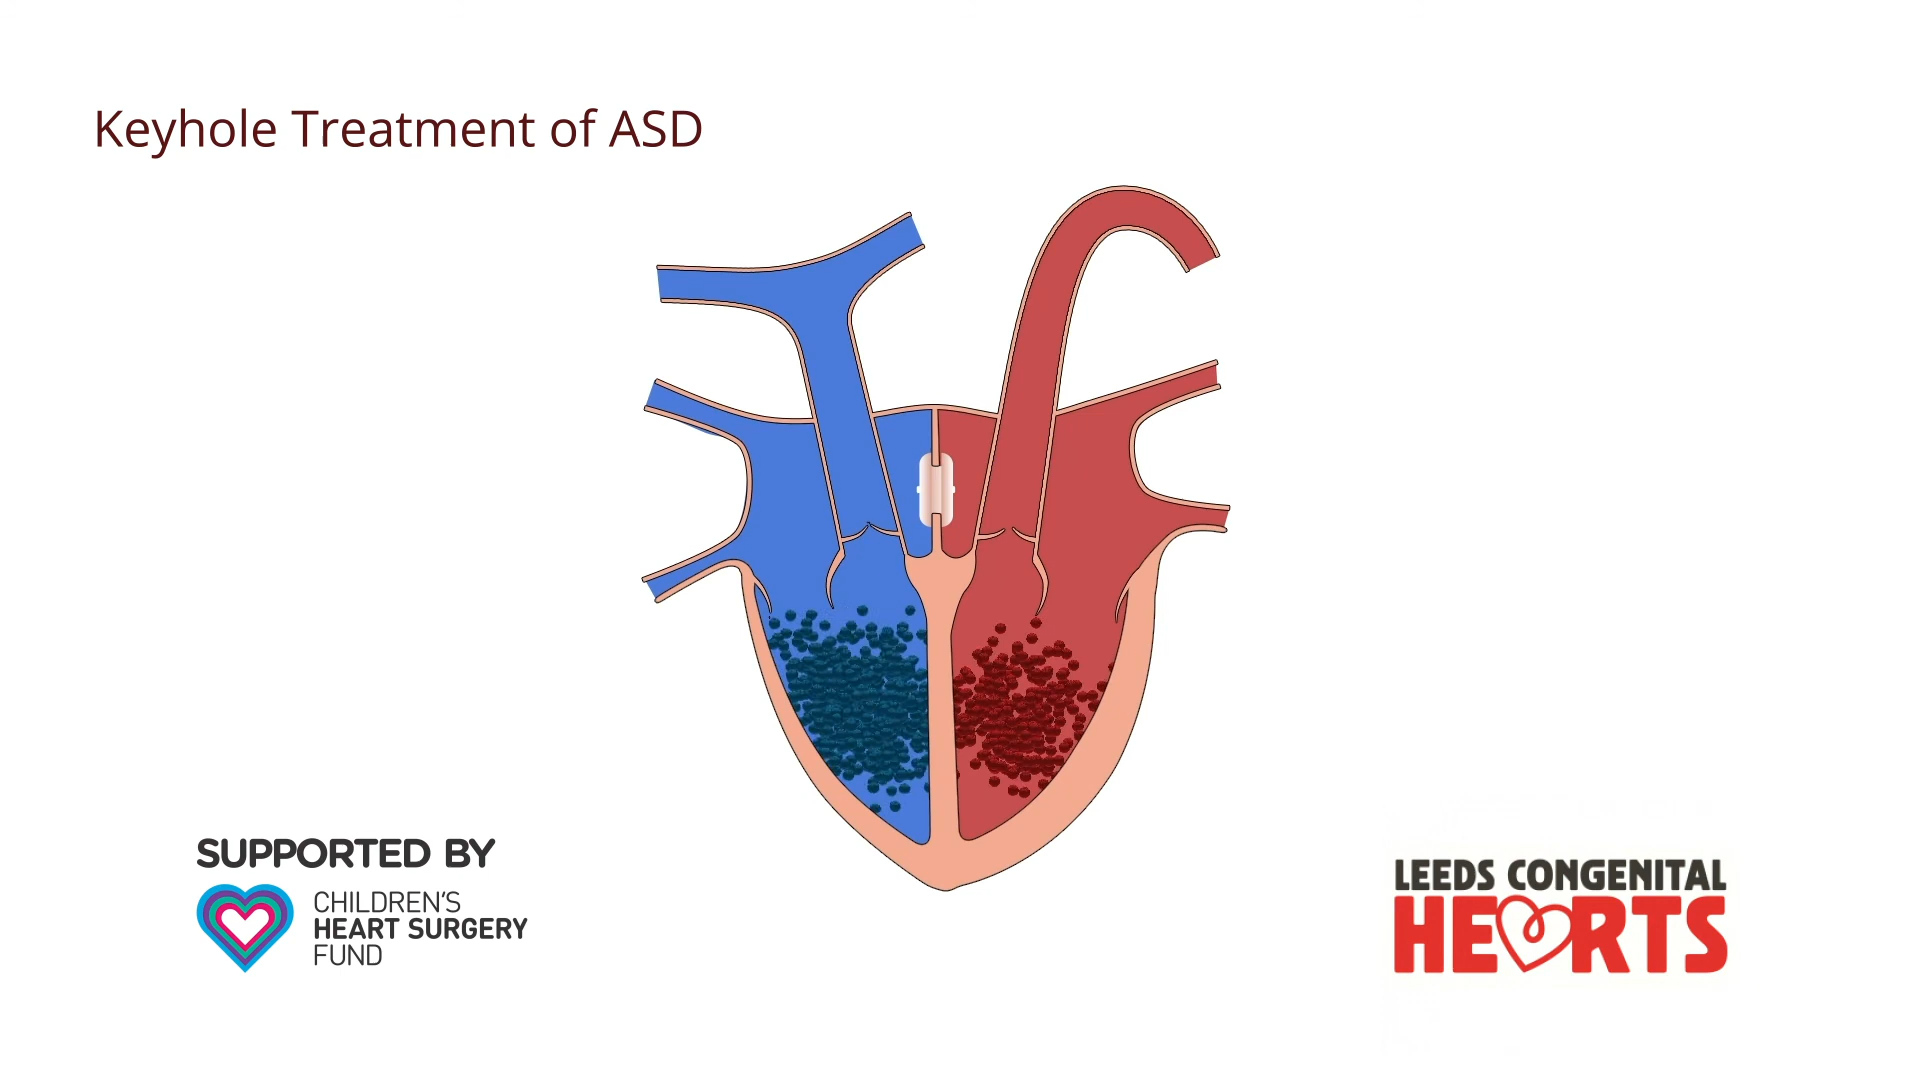 Keyhole Treatment of ASD
SUPPORTED BY
CHILDREN'S
HEART SURGERY
FUND
LEEDS CONGENITAL
HEARTS